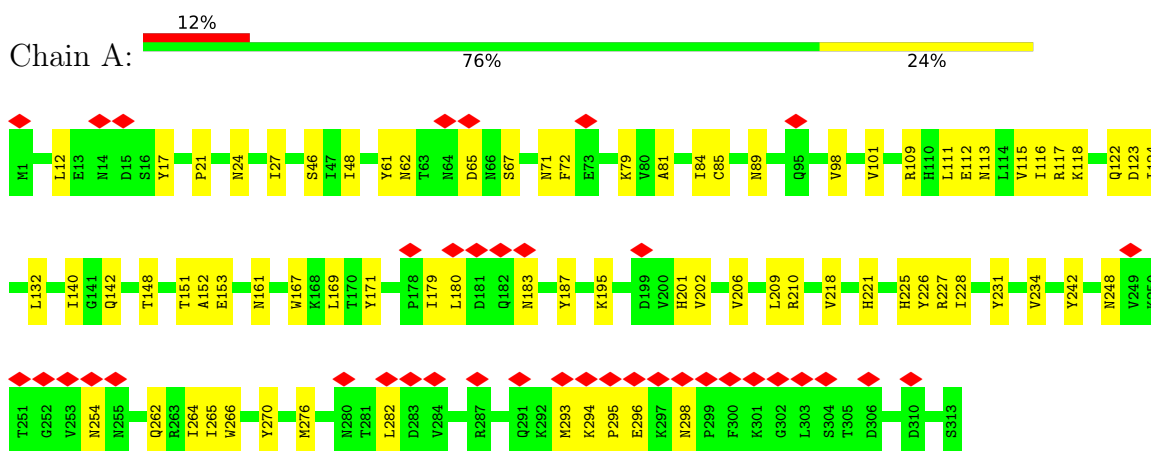 12%
Chain A:
76% 24%
M1 L12 E13 N14 D15 S16 Y17 P21 N24 I27 S46 I47 I48 Y61 N62 T63 N64 D65 N66 S67 N71 F72 E73 K79 V80 A81 I84 C85 N89 Q95 V98 V101 R109 H110 L111 E112 N113 L114 V115 I116 R117 K118 Q122 D123
L132 I140 G141 Q142 T148 T151 A152 E153 N161 W167 K168 L169 T170 Y171 P178 I179 L180 D181 Q182 N183 Y187 K195 D199 V200 H201 V202 V206 L209 R210 V218 H221 H225 Y226 R227 I228 Y231 V234 Y242 N248 V249 K250
T251 G252 V253 N254 N255 Q262 R263 I264 I265 W266 Y270 M276 N280 T281 L282 D283 V284 R287 Q291 K292 M293 K294 P295 E296 K297 N298 P299 F300 K301 G302 L303 S304 T305 D306 D310 S313